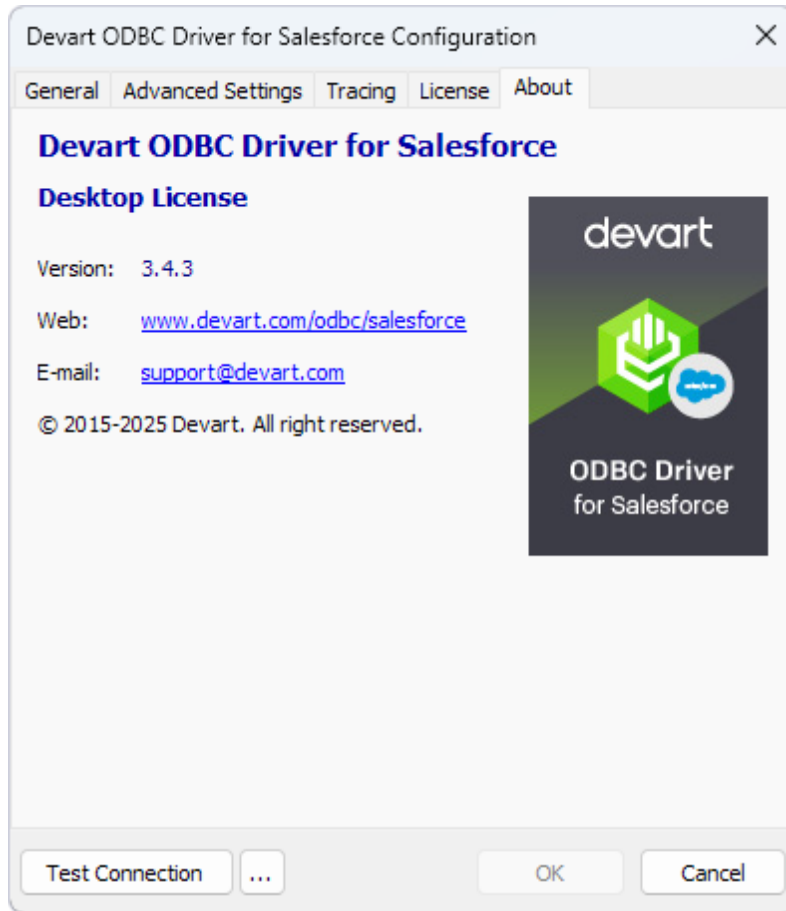 Devart ODBC Driver for Salesforce Configuration
General Advanced Settings Tracing License About
Devart ODBC Driver for Salesforce
Desktop License
Version: 3.4.3
Web: www.devart.com/odbc/salesforce
E-mail: support@devart.com
© 2015-2025 Devart. All right reserved.
devart
salesforce
ODBC Driver
for Salesforce
Test Connection ... OK Cancel